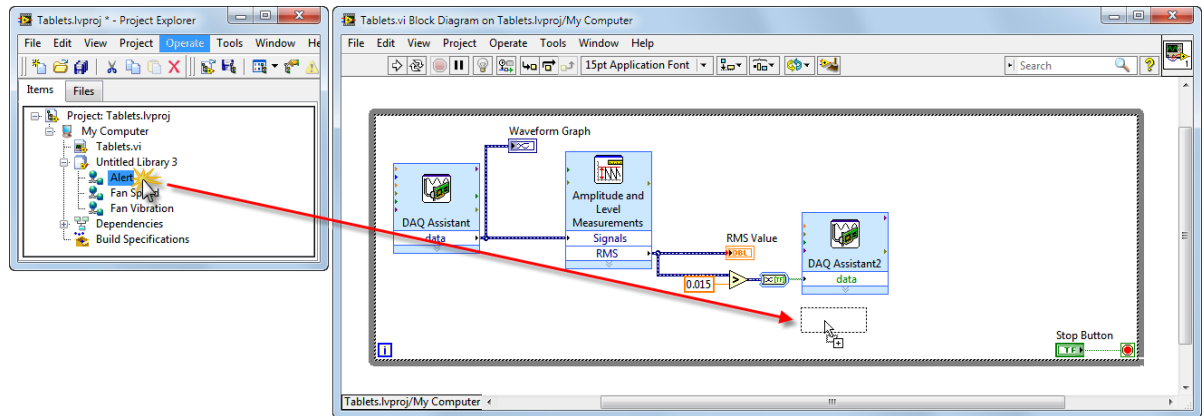 Tablets.lvproj * - Project Explorer
File Edit View Project Operate Tools Window He
Items Files
Project: Tablets.lvproj
My Computer
Tablets.vi
Untitled Library 3
Alert
Fan Sp
Fan Vibration
Dependencies
Build Specifications
Tablets.vi Block Diagram on Tablets.lvproj/My Computer
File Edit View Project Operate Tools Window Help
15pt Application Font
Search
?
1
Waveform Graph
DAQ Assistant
data
Amplitude and
Level
Measurements
Signals
RMS
RMS Value
DBL
0.015
>
DAQ Assistant2
data
Stop Button
TF
i
Tablets.lvproj/My Computer